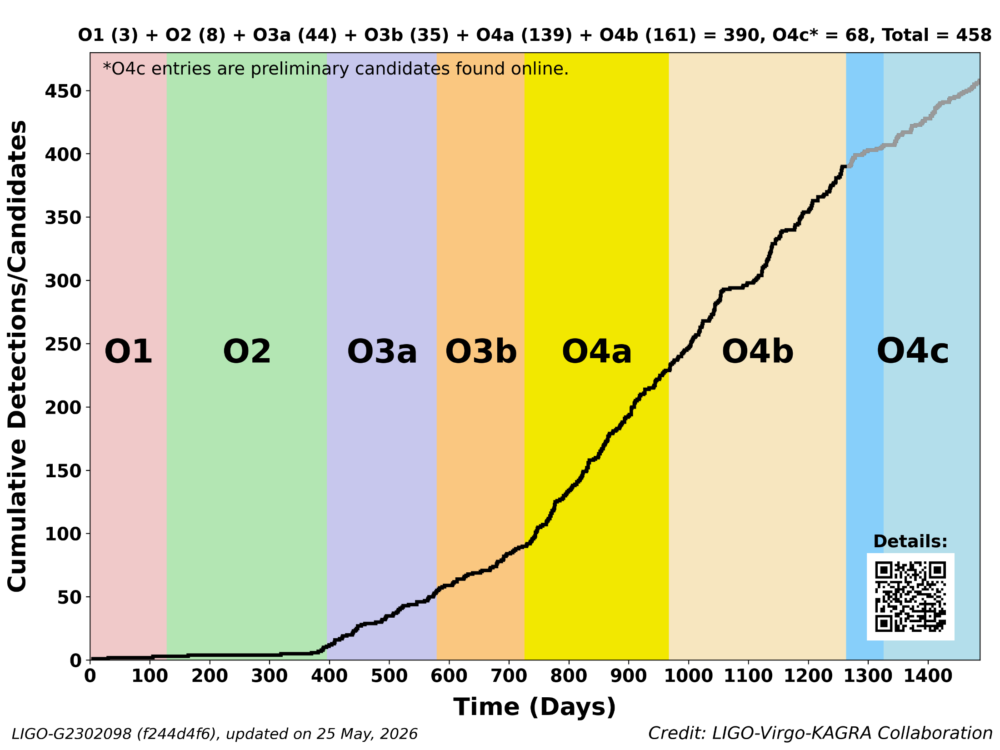 O1 (3) + O2 (8) + O3a (44) + O3b (35) + O4a (139) + O4b (161) = 390, O4c* = 68, Total = 458
*O4c entries are preliminary candidates found online.
Cumulative Detections/Candidates
450
400
350
300
250
200
150
100
50
0
O1 O2 O3a O3b O4a O4b O4c
Details:
0 100 200 300 400 500 600 700 800 900 1000 1100 1200 1300 1400
Time (Days)
LIGO-G2302098 (f244d4f6), updated on 25 May, 2026
Credit: LIGO-Virgo-KAGRA Collaboration